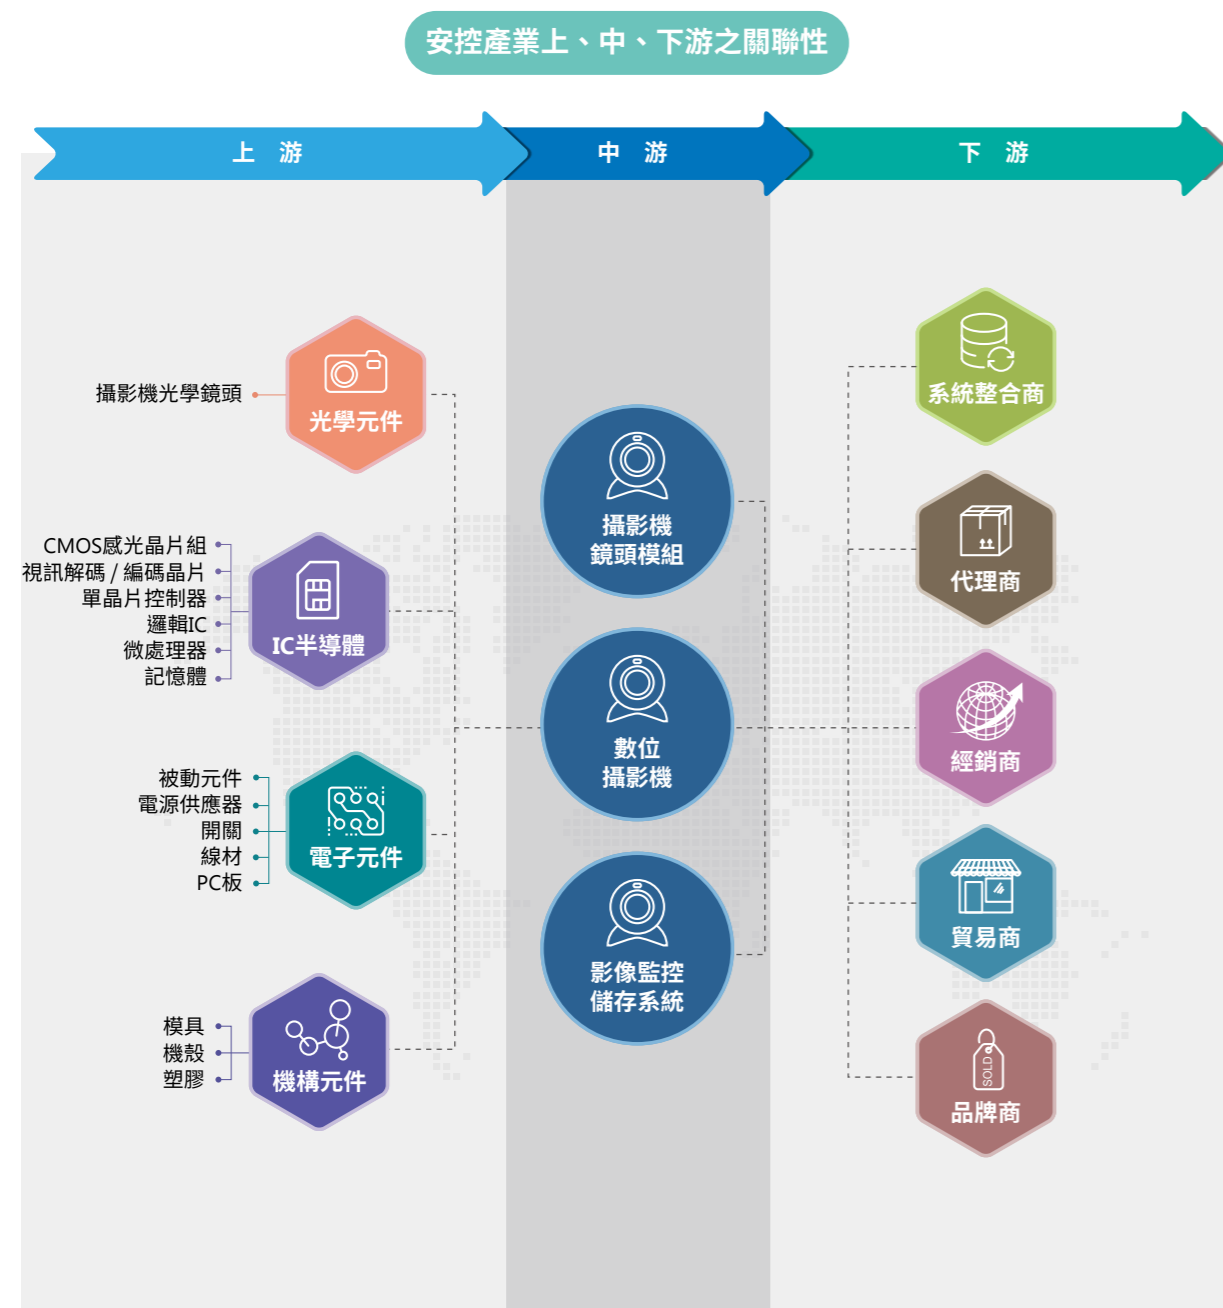 安控產業上、中、下游之關聯性
上 游
中 游
下 游
攝影機光學鏡頭
光學元件
CMOS感光晶片組
視訊解碼 / 編碼晶片
單晶片控制器
邏輯IC
微處理器
記憶體
IC半導體
被動元件
電源供應器
開關
線材
PC板
電子元件
模具
機殼
塑膠
機構元件
攝影機
鏡頭模組
數位
攝影機
影像監控
儲存系統
系統整合商
代理商
經銷商
貿易商
SOLD
品牌商